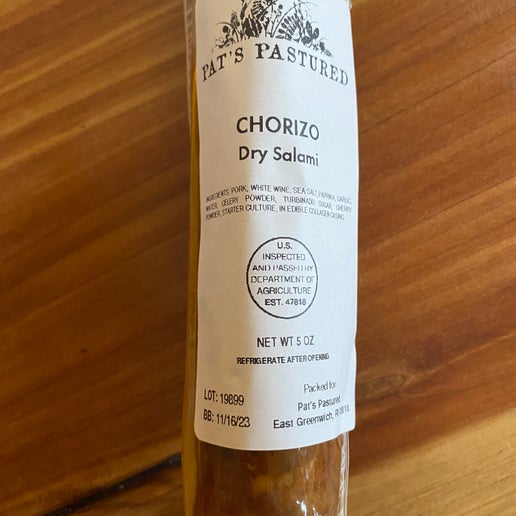 PAT'S PASTURED
CHORIZO
Dry Salami
INGREDIENTS: PORK, WHITE WINE, SEA SALT, PAPRIKA, GARLIC,
WATER, CELERY POWDER, TURBINADO SUGAR, CHERRY
POWDER, STARTER CULTURE, IN EDIBLE COLLAGEN CASING
U.S.
INSPECTED
AND PASSED BY
DEPARTMENT OF
AGRICULTURE
EST. 47818
NET WT 5 OZ
REFRIGERATE AFTER OPENING
LOT: 19899
BB: 11/16/23
Packed for:
Pat's Pastured
East Greenwich,